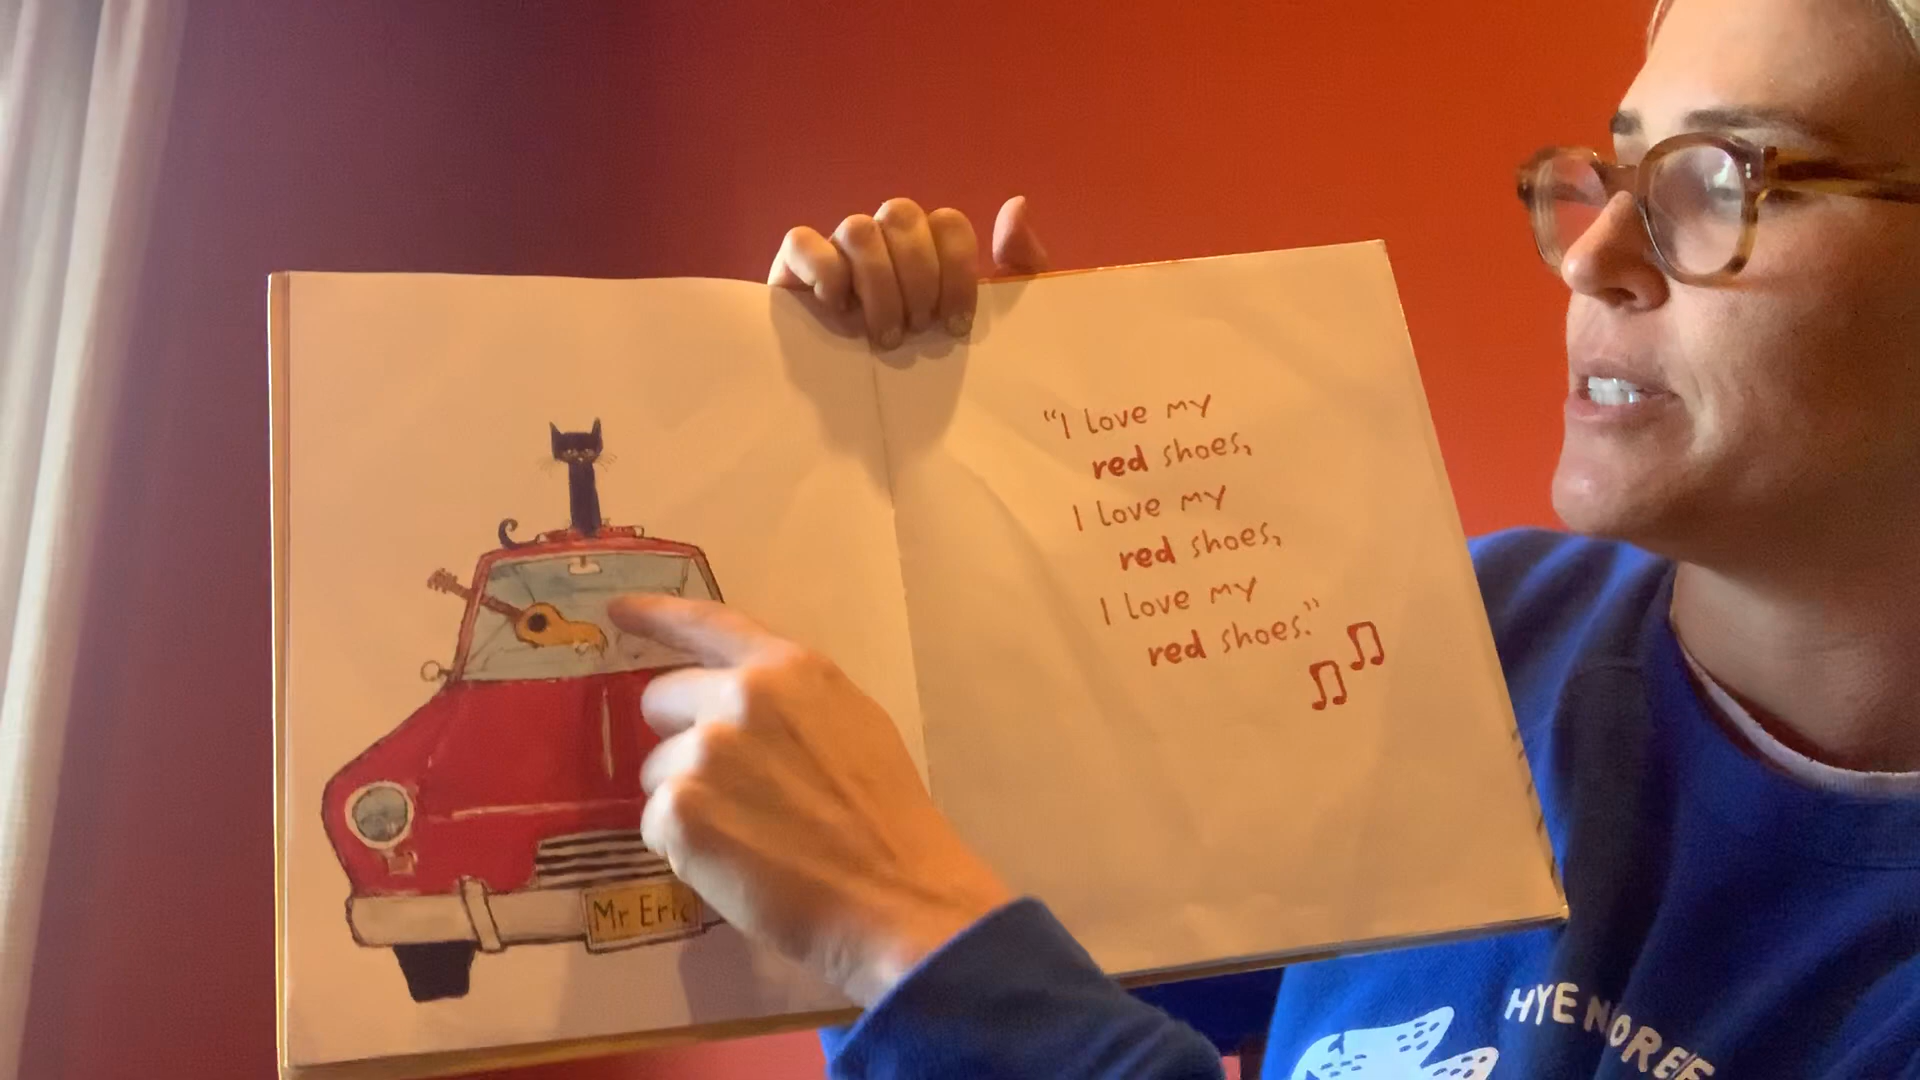 "I love my
red shoes,
I love my
red shoes,
I love my
red shoes."
Mr Eric